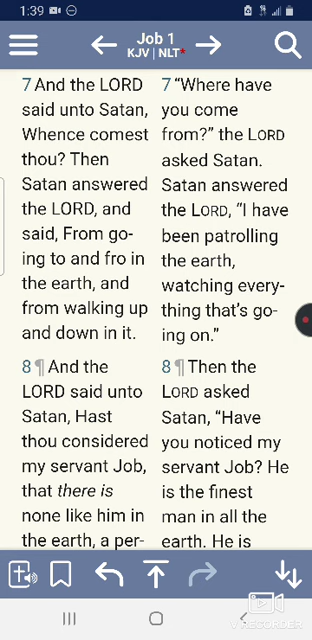 1:39
Job 1
KJV | NLT*
7 And the LORD
said unto Satan,
Whence comest
thou? Then
Satan answered
the LORD, and
said, From go-
ing to and fro in
the earth, and
from walking up
and down in it.
8 ¶ And the
LORD said unto
Satan, Hast
thou considered
my servant Job,
that there is
none like him in
the earth, a per-
7 “Where have
you come
from?” the LORD
asked Satan.
Satan answered
the LORD, “I have
been patrolling
the earth,
watching every-
thing that’s go-
ing on.”
8 ¶ Then the
LORD asked
Satan, “Have
you noticed my
servant Job? He
is the finest
man in all the
earth. He is
V RECORDER